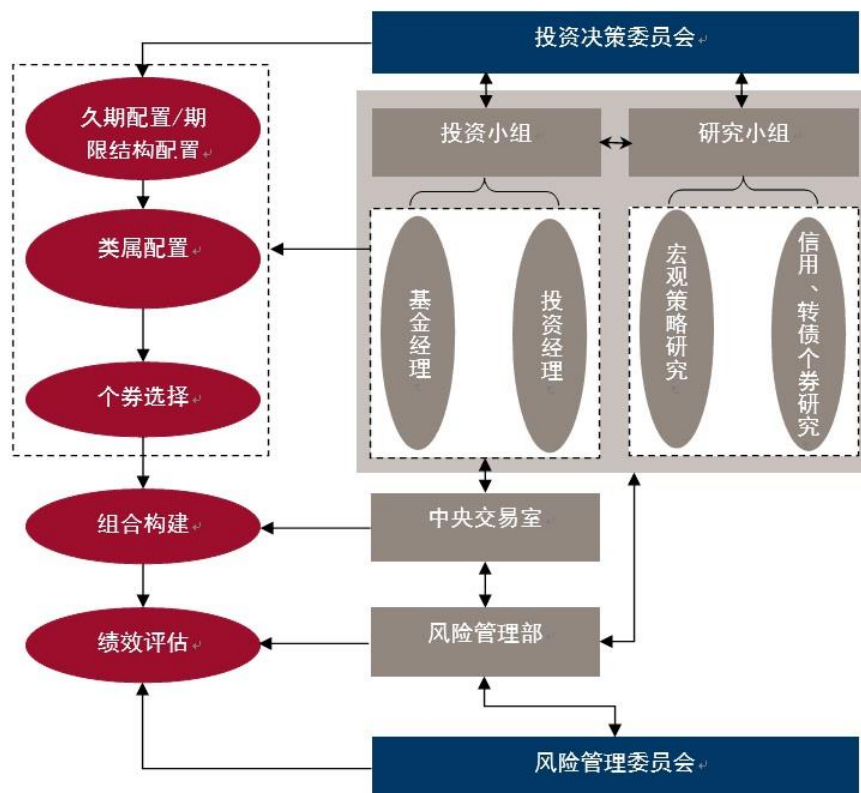 投资决策委员会
久期配置/期
限结构配置
投资小组
研究小组
类属配置
基金经理
投资经理
宏观策略研究
信用、转债个券研究
个券选择
组合构建
中央交易室
绩效评估
风险管理部
风险管理委员会